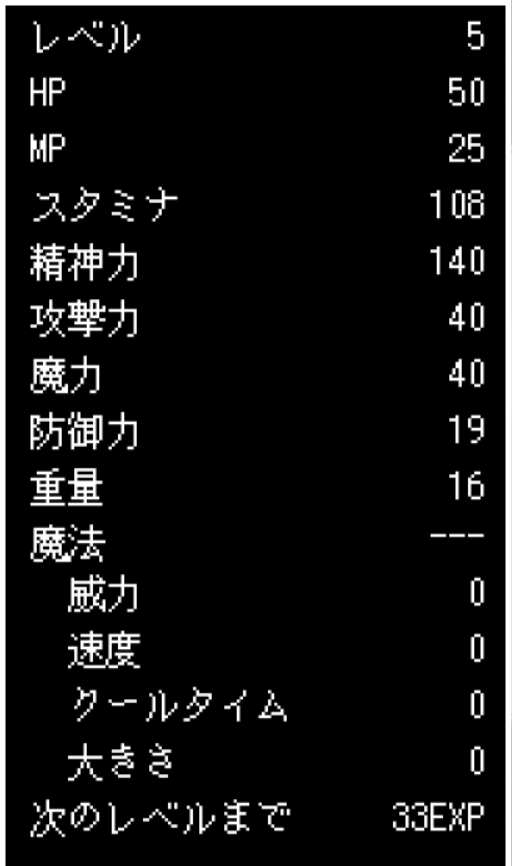 レベル 5
HP 50
MP 25
スタミナ 108
精神力 140
攻撃力 40
魔力 40
防御力 19
重量 16
魔法 ---
威力 0
速度 0
クールタイム 0
大きさ 0
次のレベルまで 33EXP